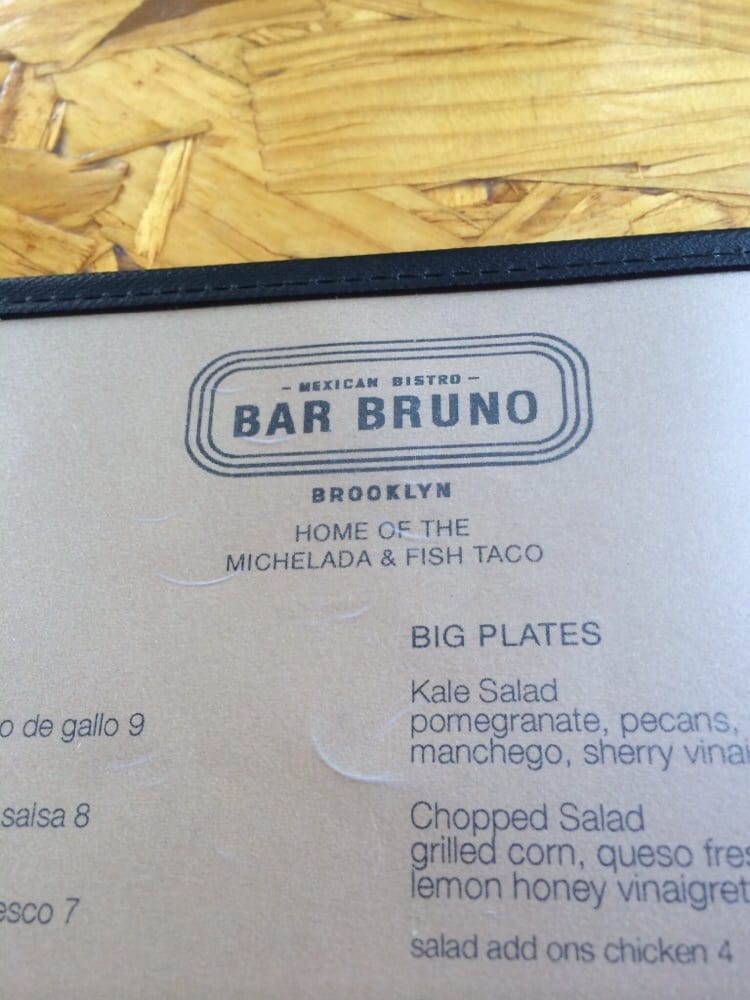 - MEXICAN BISTRO -
BAR BRUNO
BROOKLYN
HOME OF THE
MICHELADA & FISH TACO
o de gallo 9
salsa 8
esco 7
BIG PLATES
Kale Salad
pomegranate, pecans,
manchego, sherry vinai
Chopped Salad
grilled corn, queso fres
lemon honey vinaigret
salad add ons chicken 4